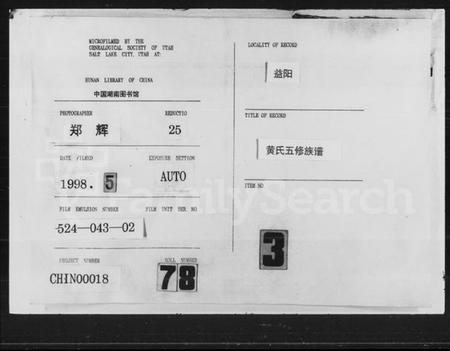 MICROFILMED BY THE
GENEALOGICAL SOCIETY OF UTAH
SALT LAKE CITY, UTAH AT:
HUNAN LIBRARY OF CHINA
中国湖南图书馆
PHOTOGRAPHER
REDUCTIO
郑 辉
25
DATE FILMED
EXPOSURE SETTION
1998. 5
AUTO
FILM EMULSION NUMBER
FILM UNIT SER NO
524—043—02
PROJECT NUMBER
ROLL NUMBER
CHIN00018
78
LOCALITY OF RECORD
益阳
TITLE OF RECORD
黄氏五修族谱
ITEM NO
3
FamilySearch